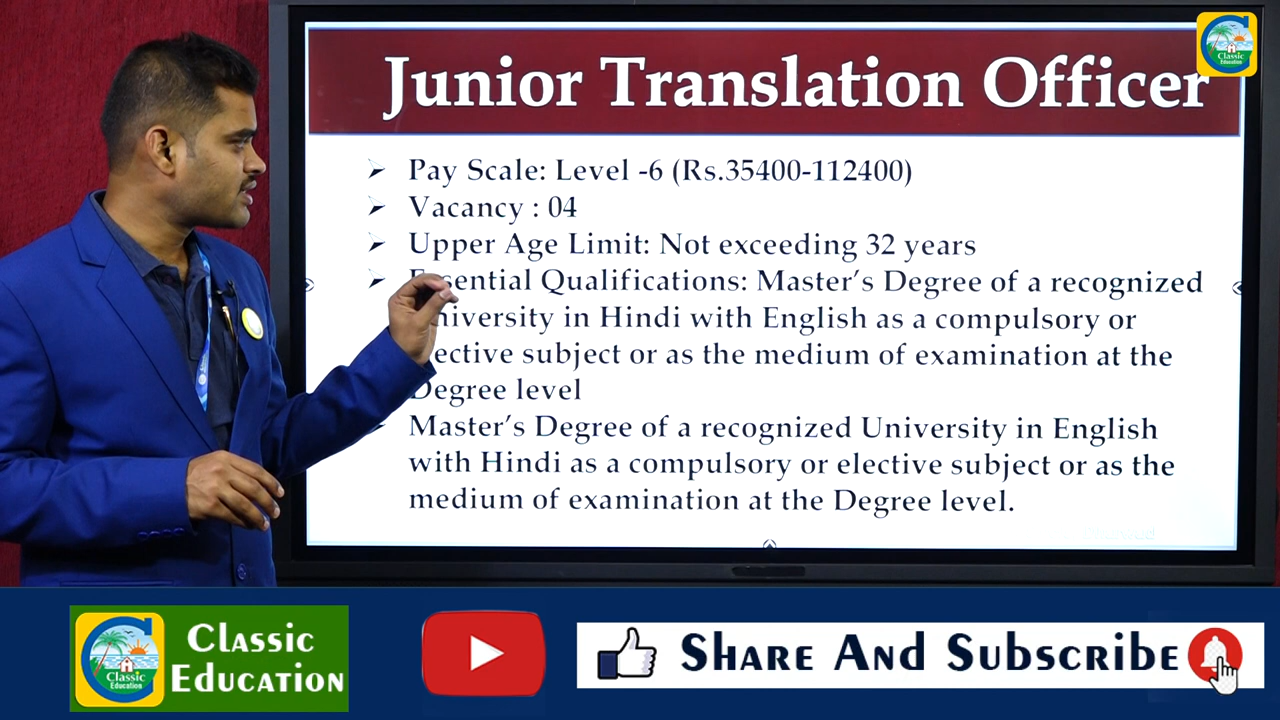 Junior Translation Officer
Classic
Education
Pay Scale: Level -6 (Rs.35400-112400)
Vacancy : 04
Upper Age Limit: Not exceeding 32 years
Qualifications: Master's Degree of a recognized
in Hindi with English as a compulsory or
subject or as the medium of examination at the
Degree level
Master's Degree of a recognized University in English
with Hindi as a compulsory or elective subject or as the
medium of examination at the Degree level.
Classic
Education
Classic
Education
Share And Subscribe